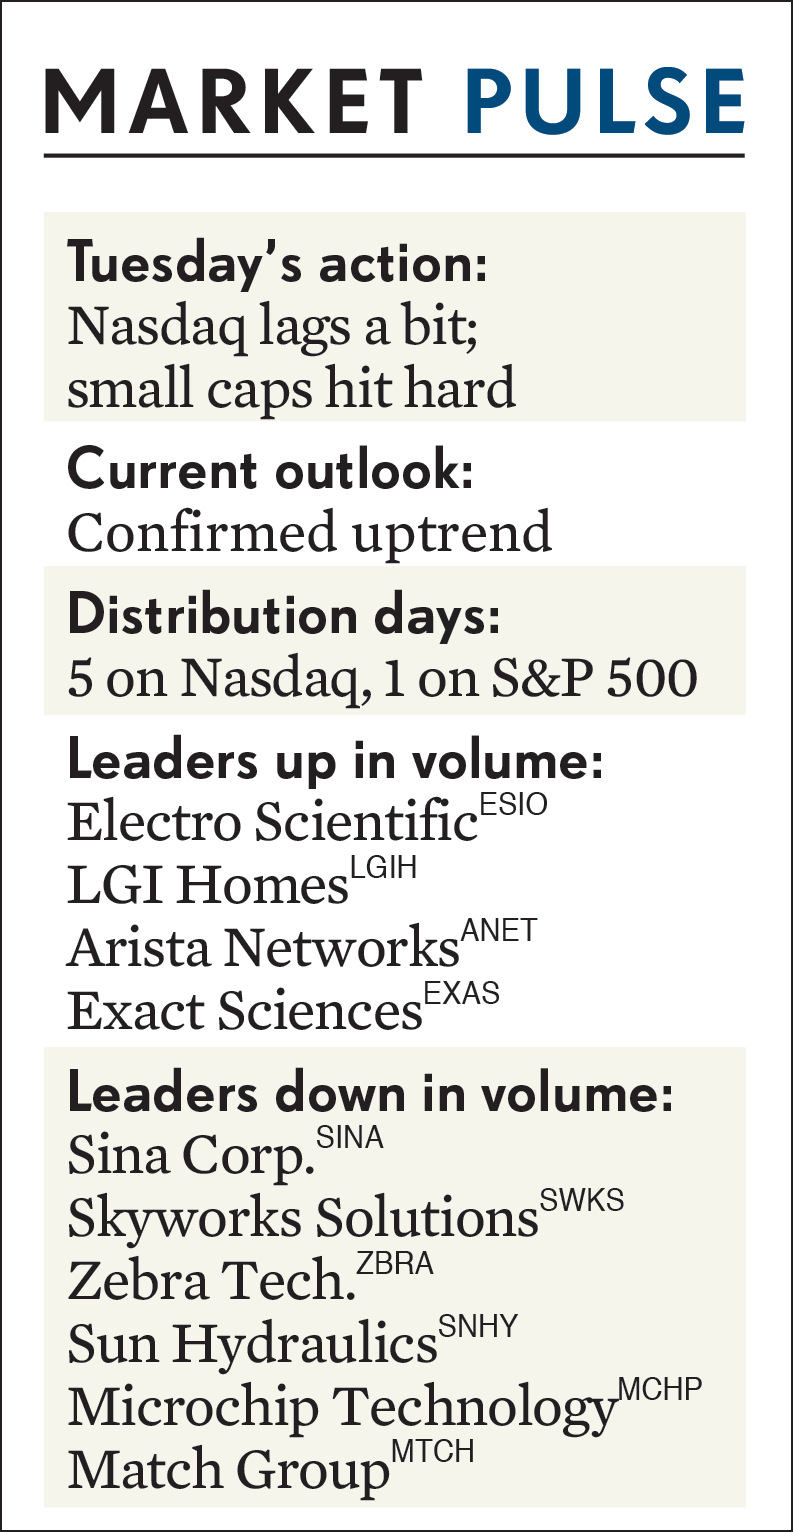 MARKET PULSE
Tuesday’s action:
Nasdaq lags a bit;
small caps hit hard
Current outlook:
Confirmed uptrend
Distribution days:
5 on Nasdaq, 1 on S&P 500
Leaders up in volume:
Electro Scientific ESIO
LGI Homes LGIH
Arista Networks ANET
Exact Sciences EXAS
Leaders down in volume:
Sina Corp. SINA
Skyworks Solutions SWKS
Zebra Tech. ZBRA
Sun Hydraulics SNHY
Microchip Technology MCHP
Match Group MTCH